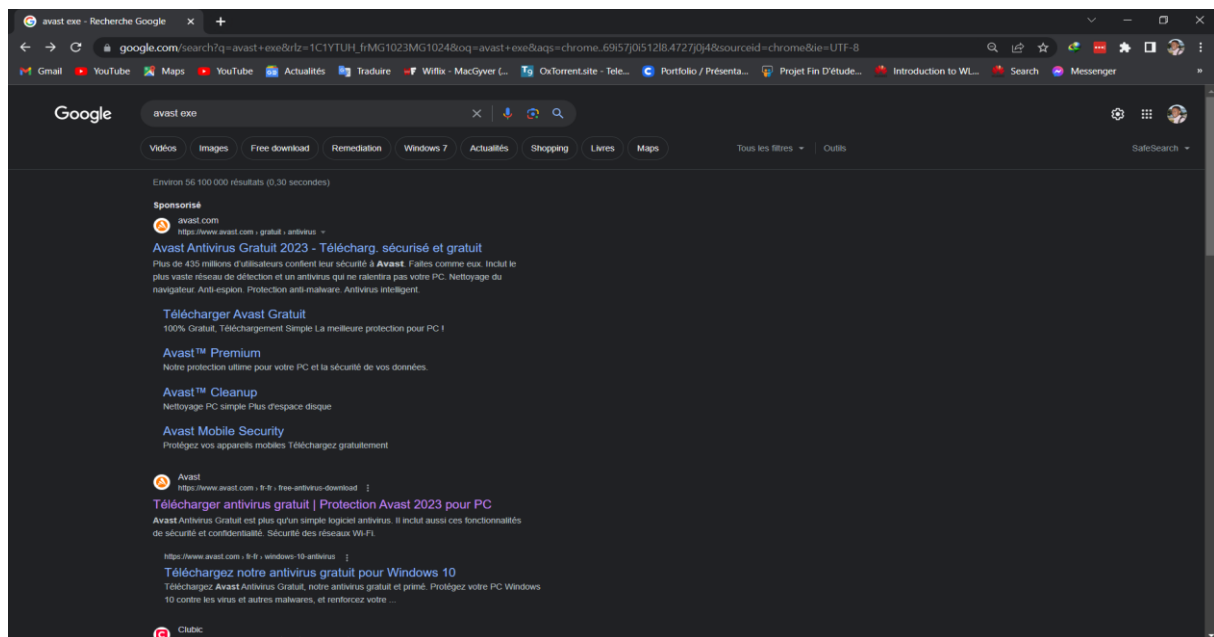 avast exe - Recherche Google
google.com/search?q=avast+exe&rlz=1C1YTUH_frMG1023MG1024&oq=avast+exe&aqs=chrome..69i57j0i512l8.4727j0j4&sourceid=chrome&ie=UTF-8
Gmail YouTube Maps YouTube Actualités Traduire Wiflix - MacGyver (... OxTorrent.site - Tele... Portfolio / Présenta... Projet Fin D'étude... Introduction to WL... Search Messenger »
Google avast exe
Vidéos Images Free download Remediation Windows 7 Actualités Shopping Livres Maps Tous les filtres Outils SafeSearch
Environ 56 100 000 résultats (0,30 secondes)
Sponsorisé
avast.com
https://www.avast.com › gratuit › antivirus
Avast Antivirus Gratuit 2023 - Télécharg. sécurisé et gratuit
Plus de 435 millions d'utilisateurs confient leur sécurité à Avast. Faites comme eux. Inclut le
plus vaste réseau de détection et un antivirus qui ne ralentira pas votre PC. Nettoyage du
navigateur. Anti-espion. Protection anti-malware. Antivirus intelligent.
Télécharger Avast Gratuit
100% Gratuit, Téléchargement Simple La meilleure protection pour PC !
Avast™ Premium
Notre protection ultime pour votre PC et la sécurité de vos données.
Avast™ Cleanup
Nettoyage PC simple Plus d'espace disque
Avast Mobile Security
Protégez vos appareils mobiles Téléchargez gratuitement
Avast
https://www.avast.com › fr-fr › free-antivirus-download
Télécharger antivirus gratuit | Protection Avast 2023 pour PC
Avast Antivirus Gratuit est plus qu'un simple logiciel antivirus. Il inclut aussi ces fonctionnalités
de sécurité et confidentialité. Sécurité des réseaux Wi-Fi.
https://www.avast.com › fr-fr › windows-10-antivirus
Téléchargez notre antivirus gratuit pour Windows 10
Téléchargez Avast Antivirus Gratuit, notre antivirus gratuit et primé. Protégez votre PC Windows
10 contre les virus et autres malwares, et renforcez votre ...
Clubic